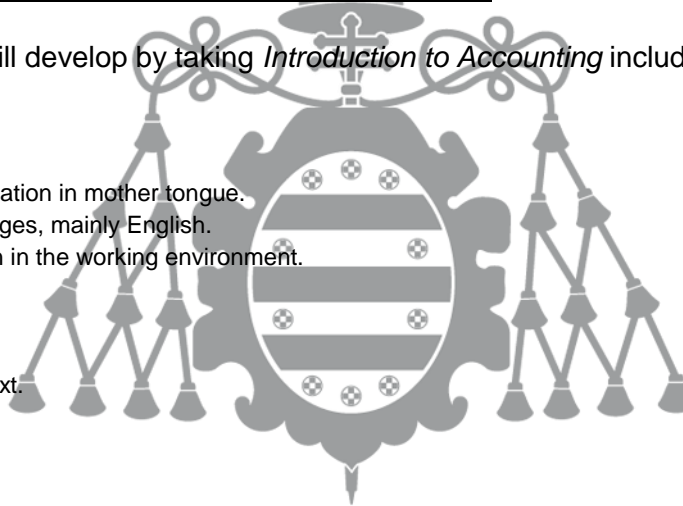 ill develop by taking Introduction to Accounting includ
ation in mother tongue.
ges, mainly English.
n in the working environment.
xt.